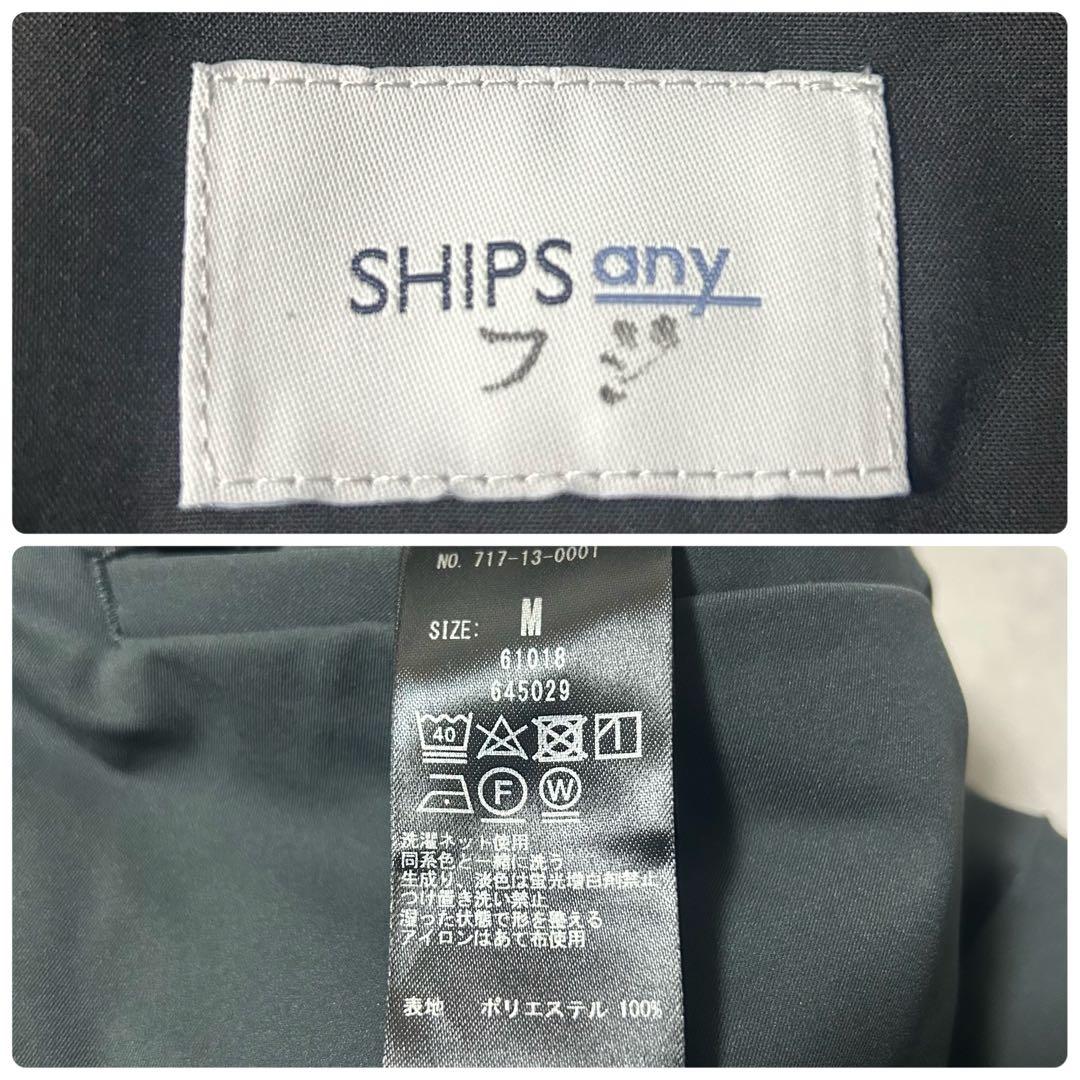 SHIPS any
フジ
NO. 717-13-0001
SIZE: M
61018
645029
40
F W
洗濯ネット使用
同系色と一緒に洗う
生成り、淡色は蛍光増白剤禁止
つけ置き洗い禁止
湿った状態で形を整える
アイロンはあて布使用
表地 ポリエステル 100%